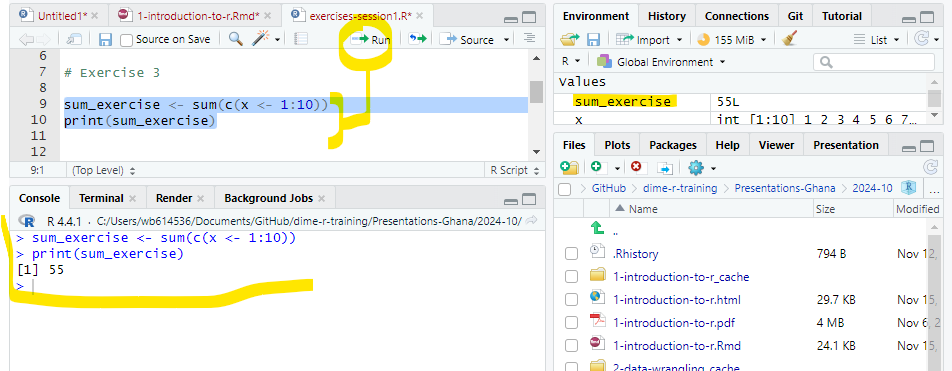 Untitled1* × 1-introduction-to-r.Rmd* × exercises-session1.R* ×
Source on Save Run Source
6
7 # Exercise 3
8
9 sum_exercise <- sum(c(x <- 1:10))
10 print(sum_exercise)
11
12
9:1 (Top Level) R Script
Console Terminal × Render × Background Jobs ×
R 4.4.1 · C:/Users/wb614536/Documents/GitHub/dime-r-training/Presentations-Ghana/2024-10/
> sum_exercise <- sum(c(x <- 1:10))
> print(sum_exercise)
[1] 55
>
Environment History Connections Git Tutorial
Import 155 MiB List
R Global Environment
Values
sum_exercise 55L
x int [1:10] 1 2 3 4 5 6 7…
Files Plots Packages Help Viewer Presentation
GitHub > dime-r-training > Presentations-Ghana > 2024-10 R ...
Name Size Modified
..
.Rhistory 794 B Nov 12,
1-introduction-to-r_cache
1-introduction-to-r.html 29.7 KB Nov 15,
1-introduction-to-r.pdf 4 MB Nov 6, 2
1-introduction-to-r.Rmd 24.1 KB Nov 15,
2-data-wrangling_cache